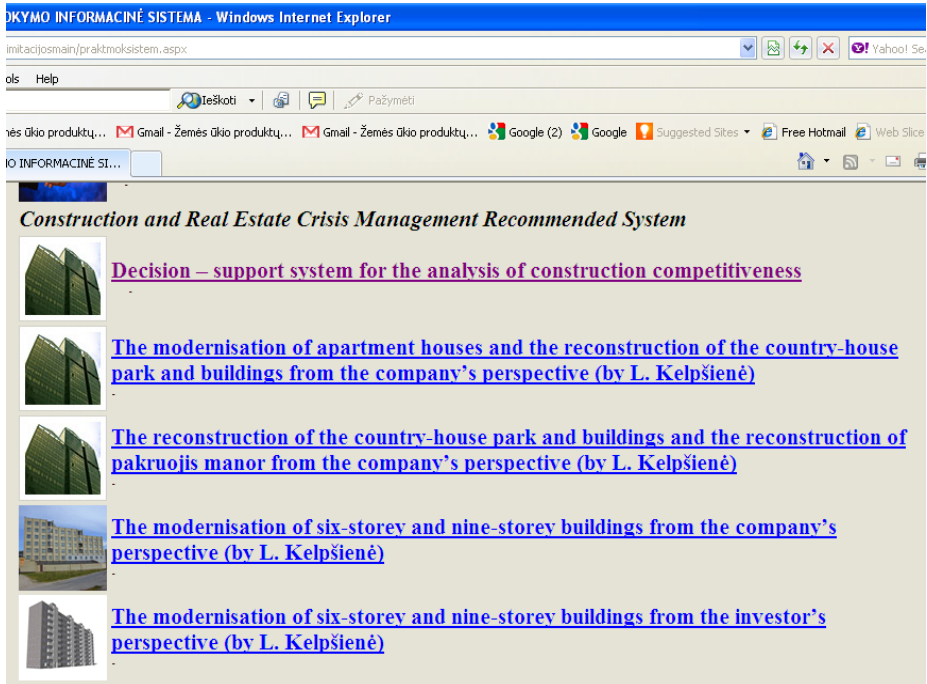 OKYMO INFORMACINĖ SISTEMA - Windows Internet Explorer
imitacijosmain/praktmoksistem.aspx
Yahoo! Sea
ols Help
Ieškoti Pažymėti
nės ūkio produktų... Gmail - Žemės ūkio produktų... Gmail - Žemės ūkio produktų... Google (2) Google Suggested Sites Free Hotmail Web Slice
O INFORMACINĖ SI...
Construction and Real Estate Crisis Management Recommended System
Decision – support system for the analysis of construction competitiveness
-
The modernisation of apartment houses and the reconstruction of the country-house
park and buildings from the company’s perspective (by L. Kelpšienė)
-
The reconstruction of the country-house park and buildings and the reconstruction of
pakruojis manor from the company’s perspective (by L. Kelpšienė)
-
The modernisation of six-storey and nine-storey buildings from the company’s
perspective (by L. Kelpšienė)
-
The modernisation of six-storey and nine-storey buildings from the investor’s
perspective (by L. Kelpšienė)
-